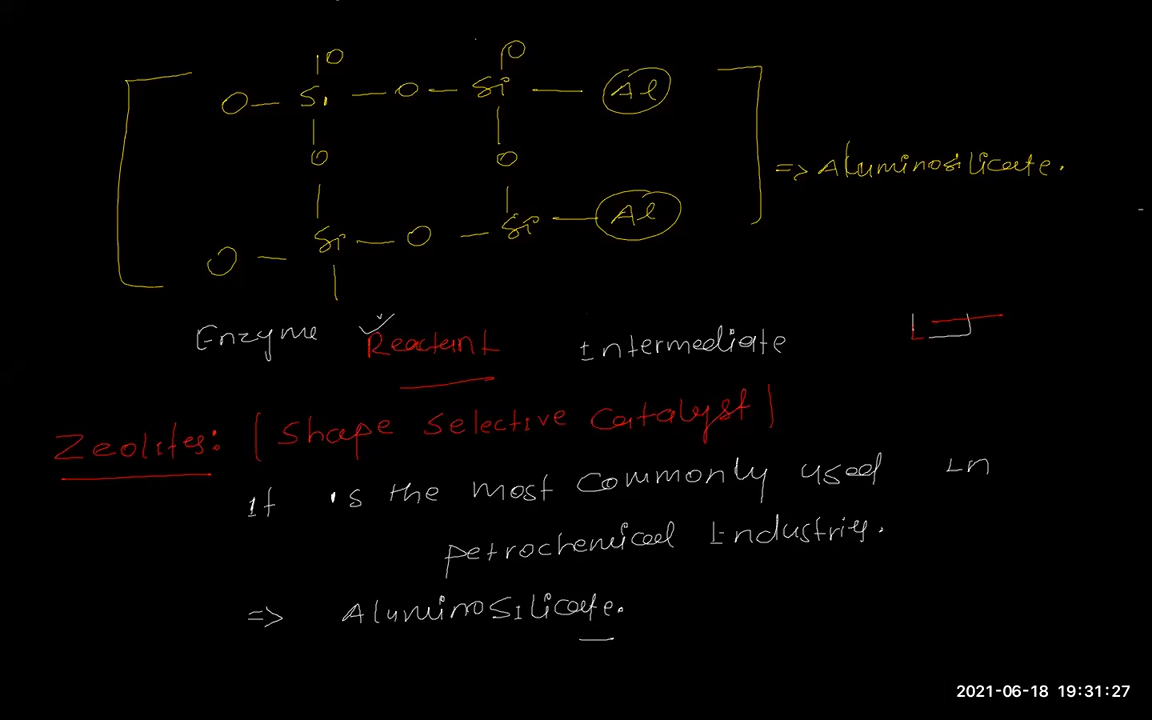 O O
O - Si - O - Si - Al
O O => Aluminosilicate.
O - Si - O - Si - Al
Enzyme Reactant Intermediate
Zeolites: (Shape Selective Catalyst)
It is the most commonly used In
petrochemical Industries.
=> Aluminosilicate.
2021-06-18 19:31:27